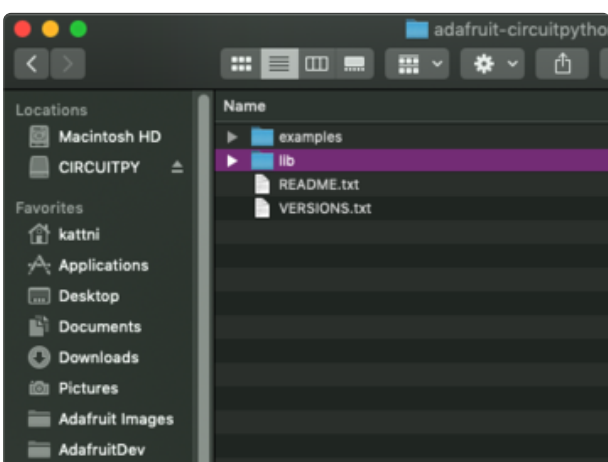 adafruit-circuitpytho
Locations
Macintosh HD
CIRCUITPY
Favorites
kattni
Applications
Desktop
Documents
Downloads
Pictures
Adafruit Images
AdafruitDev
Name
examples
lib
README.txt
VERSIONS.txt